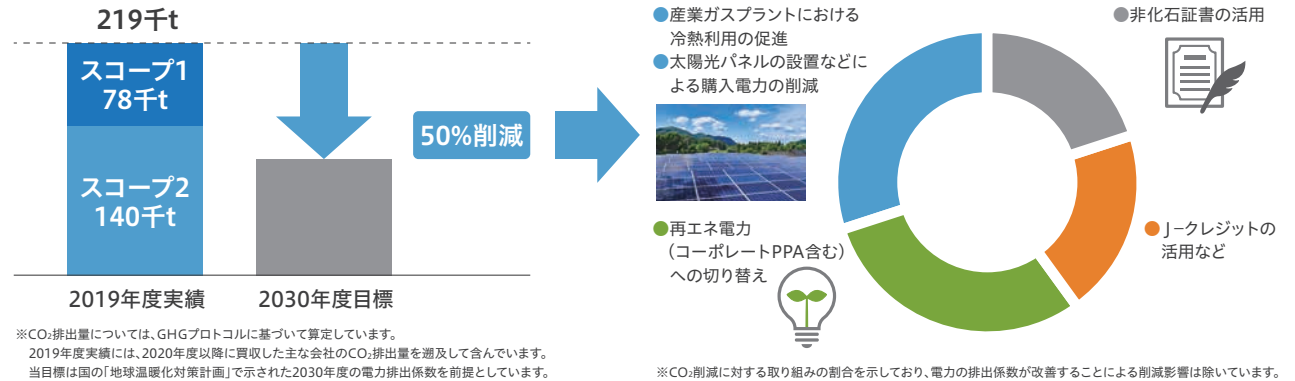 219千t
スコープ1
78千t
スコープ2
140千t
2019年度実績
2030年度目標
50%削減
※CO₂排出量については、GHGプロトコルに基づいて算定しています。
2019年度実績には、2020年度以降に買収した主な会社のCO₂排出量を遡及して含んでいます。
当目標は国の「地球温暖化対策計画」で示された2030年度の電力排出係数を前提としています。
●産業ガスプラントにおける
冷熱利用の促進
●太陽光パネルの設置などに
よる購入電力の削減
●再エネ電力
（コーポレートPPA含む）
への切り替え
●非化石証書の活用
●J−クレジットの
活用など
※CO₂削減に対する取り組みの割合を示しており、電力の排出係数が改善することによる削減影響は除いています。